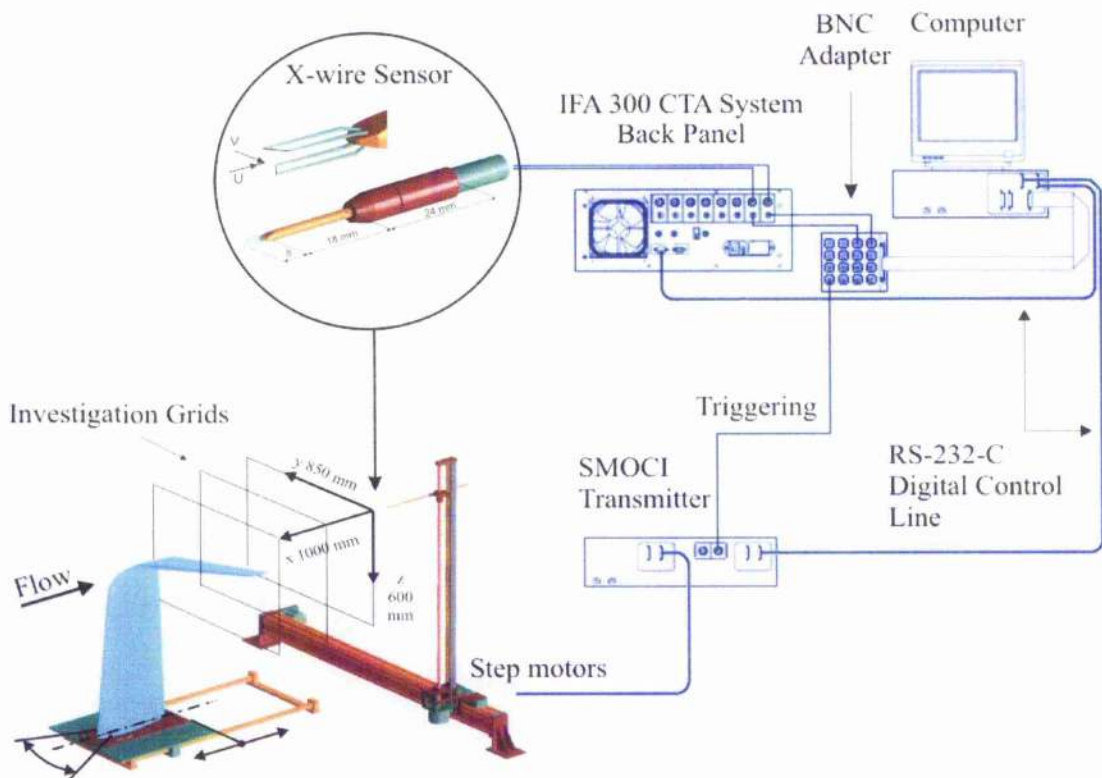 BNC
Adapter
Computer
X-wire Sensor
IFA 300 CTA System
Back Panel
V
U
24 mm
18 mm
8
Investigation Grids
Triggering
y 850 mm
x 1000 mm
z
600
mm
SMOCI
Transmitter
RS-232-C
Digital Control
Line
Flow
Step motors